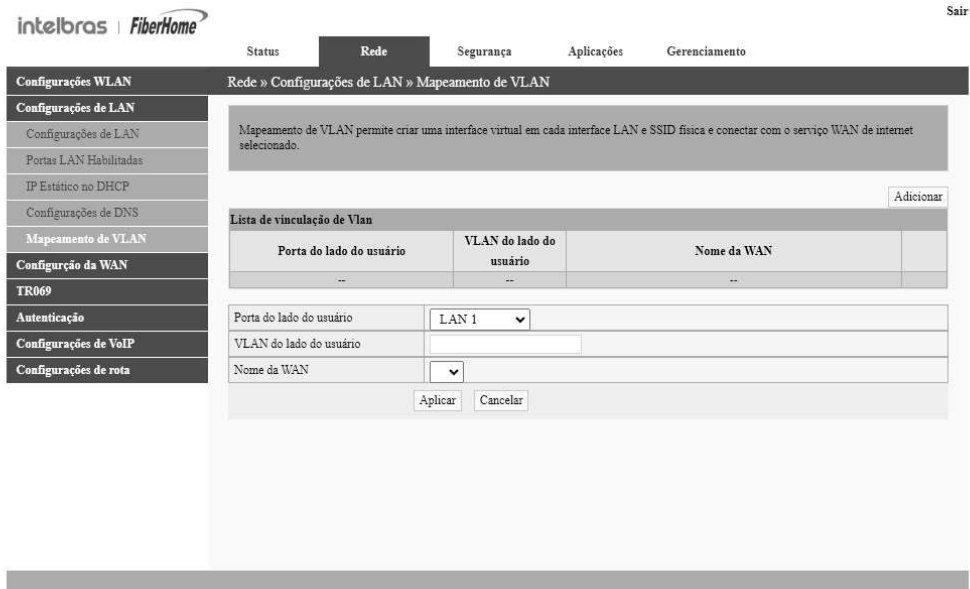 intelbras | FiberHome
Sair
Status Rede Segurança Aplicações Gerenciamento
Configurações WLAN
Configurações de LAN
Configurações de LAN
Portas LAN Habilitadas
IP Estático no DHCP
Configurações de DNS
Mapeamento de VLAN
Configurção da WAN
TR069
Autenticação
Configurações de VoIP
Configurações de rota
Rede » Configurações de LAN » Mapeamento de VLAN
Mapeamento de VLAN permite criar uma interface virtual em cada interface LAN e SSID física e conectar com o serviço WAN de internet
selecionado.
Adicionar
Lista de vinculação de Vlan
Porta do lado do usuário VLAN do lado do Nome da WAN
usuário
-- -- --
Porta do lado do usuário LAN 1
VLAN do lado do usuário
Nome da WAN
Aplicar Cancelar